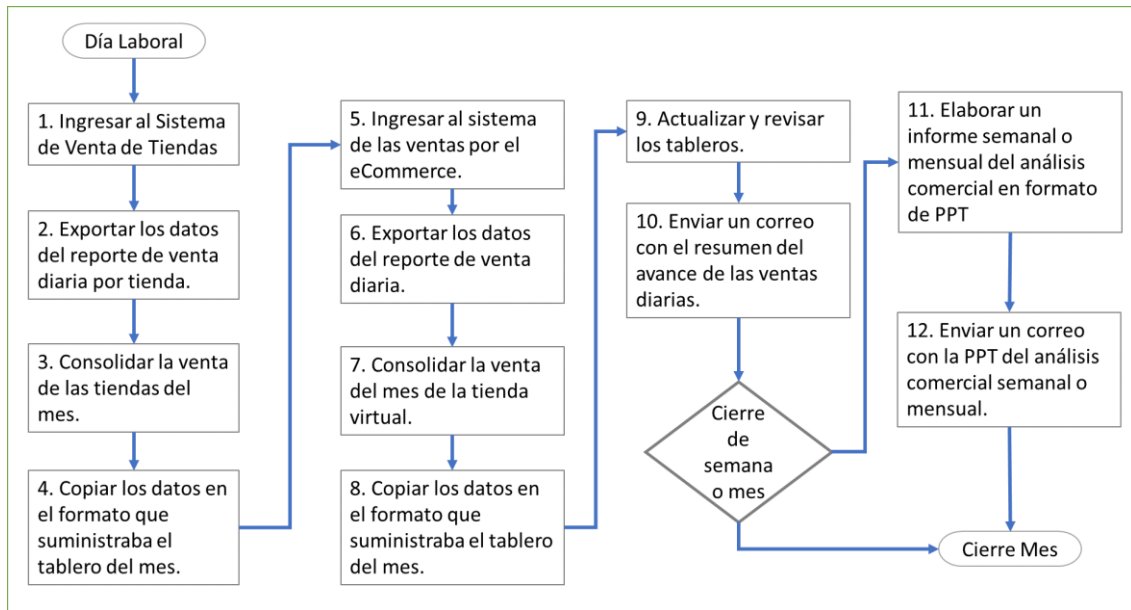 Día Laboral
1. Ingresar al Sistema
de Venta de Tiendas
2. Exportar los datos
del reporte de venta
diaria por tienda.
3. Consolidar la venta
de las tiendas del
mes.
4. Copiar los datos en
el formato que
suministraba el
tablero del mes.
5. Ingresar al sistema
de las ventas por el
eCommerce.
6. Exportar los datos
del reporte de venta
diaria.
7. Consolidar la venta
del mes de la tienda
virtual.
8. Copiar los datos en
el formato que
suministraba el tablero
del mes.
9. Actualizar y revisar
los tableros.
10. Enviar un correo
con el resumen del
avance de las ventas
diarias.
Cierre
de
semana
o mes
11. Elaborar un
informe semanal o
mensual del análisis
comercial en formato
de PPT
12. Enviar un correo
con la PPT del análisis
comercial semanal o
mensual.
Cierre Mes